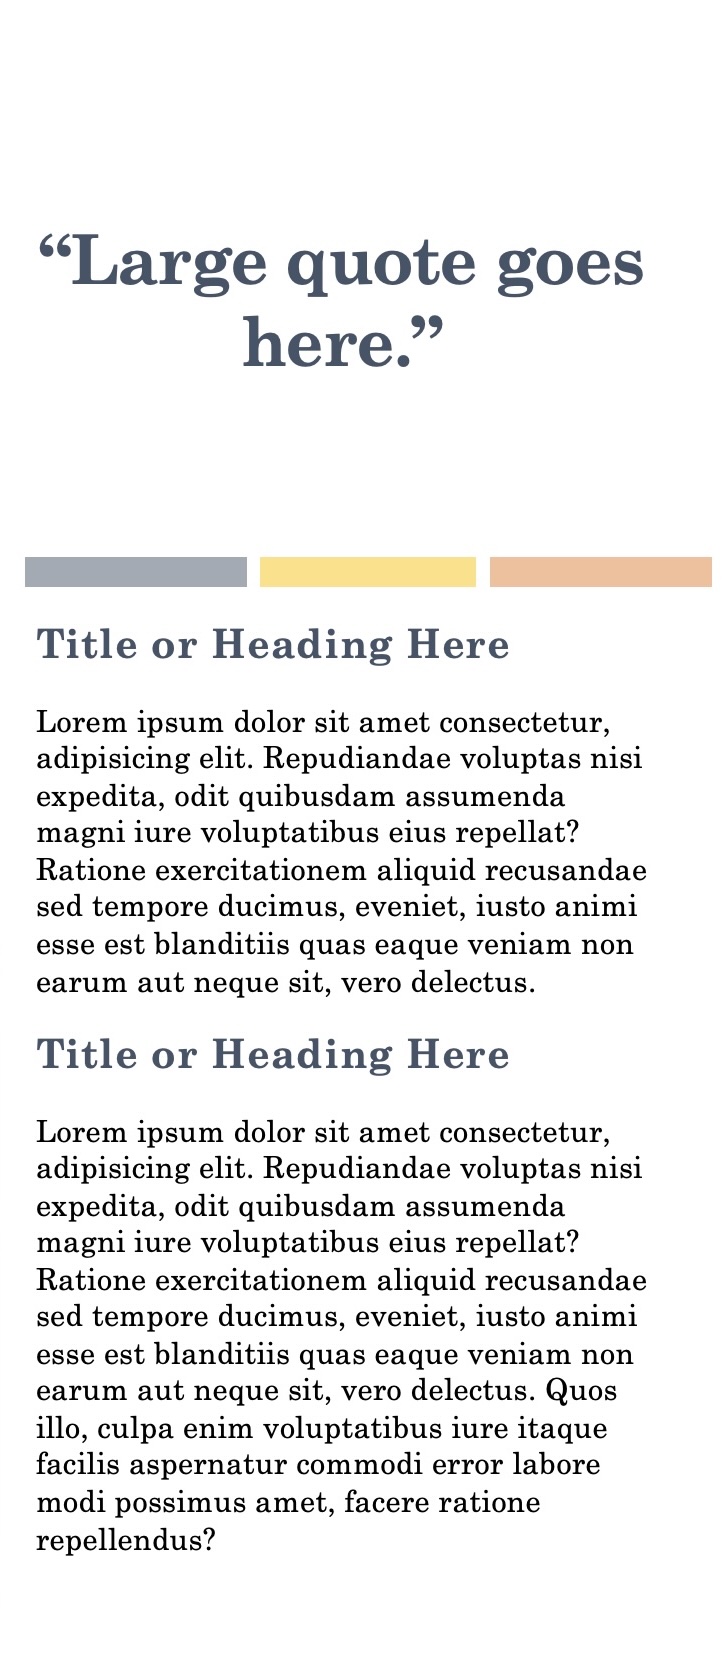 “Large quote goes
here.”
Title or Heading Here
Lorem ipsum dolor sit amet consectetur,
adipisicing elit. Repudiandae voluptas nisi
expedita, odit quibusdam assumenda
magni iure voluptatibus eius repellat?
Ratione exercitationem aliquid recusandae
sed tempore ducimus, eveniet, iusto animi
esse est blanditiis quas eaque veniam non
earum aut neque sit, vero delectus.
Title or Heading Here
Lorem ipsum dolor sit amet consectetur,
adipisicing elit. Repudiandae voluptas nisi
expedita, odit quibusdam assumenda
magni iure voluptatibus eius repellat?
Ratione exercitationem aliquid recusandae
sed tempore ducimus, eveniet, iusto animi
esse est blanditiis quas eaque veniam non
earum aut neque sit, vero delectus. Quos
illo, culpa enim voluptatibus iure itaque
facilis aspernatur commodi error labore
modi possimus amet, facere ratione
repellendus?